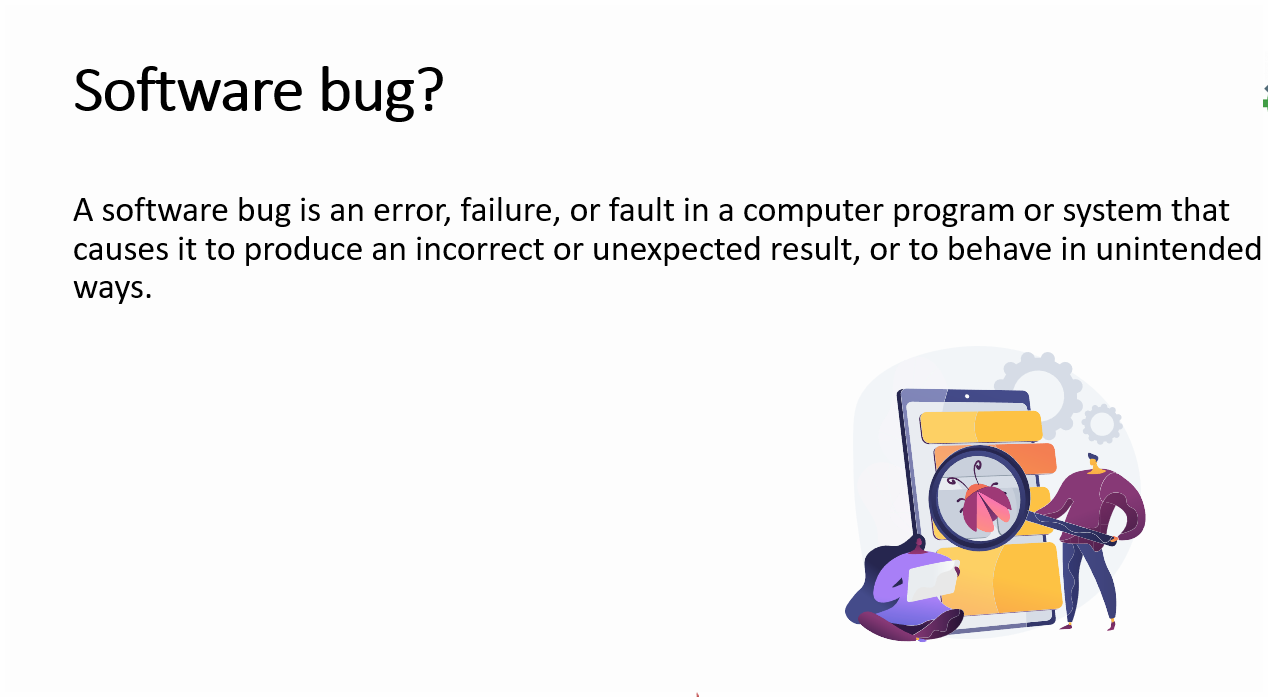 Software bug?
A software bug is an error, failure, or fault in a computer program or system that
causes it to produce an incorrect or unexpected result, or to behave in unintended
ways.